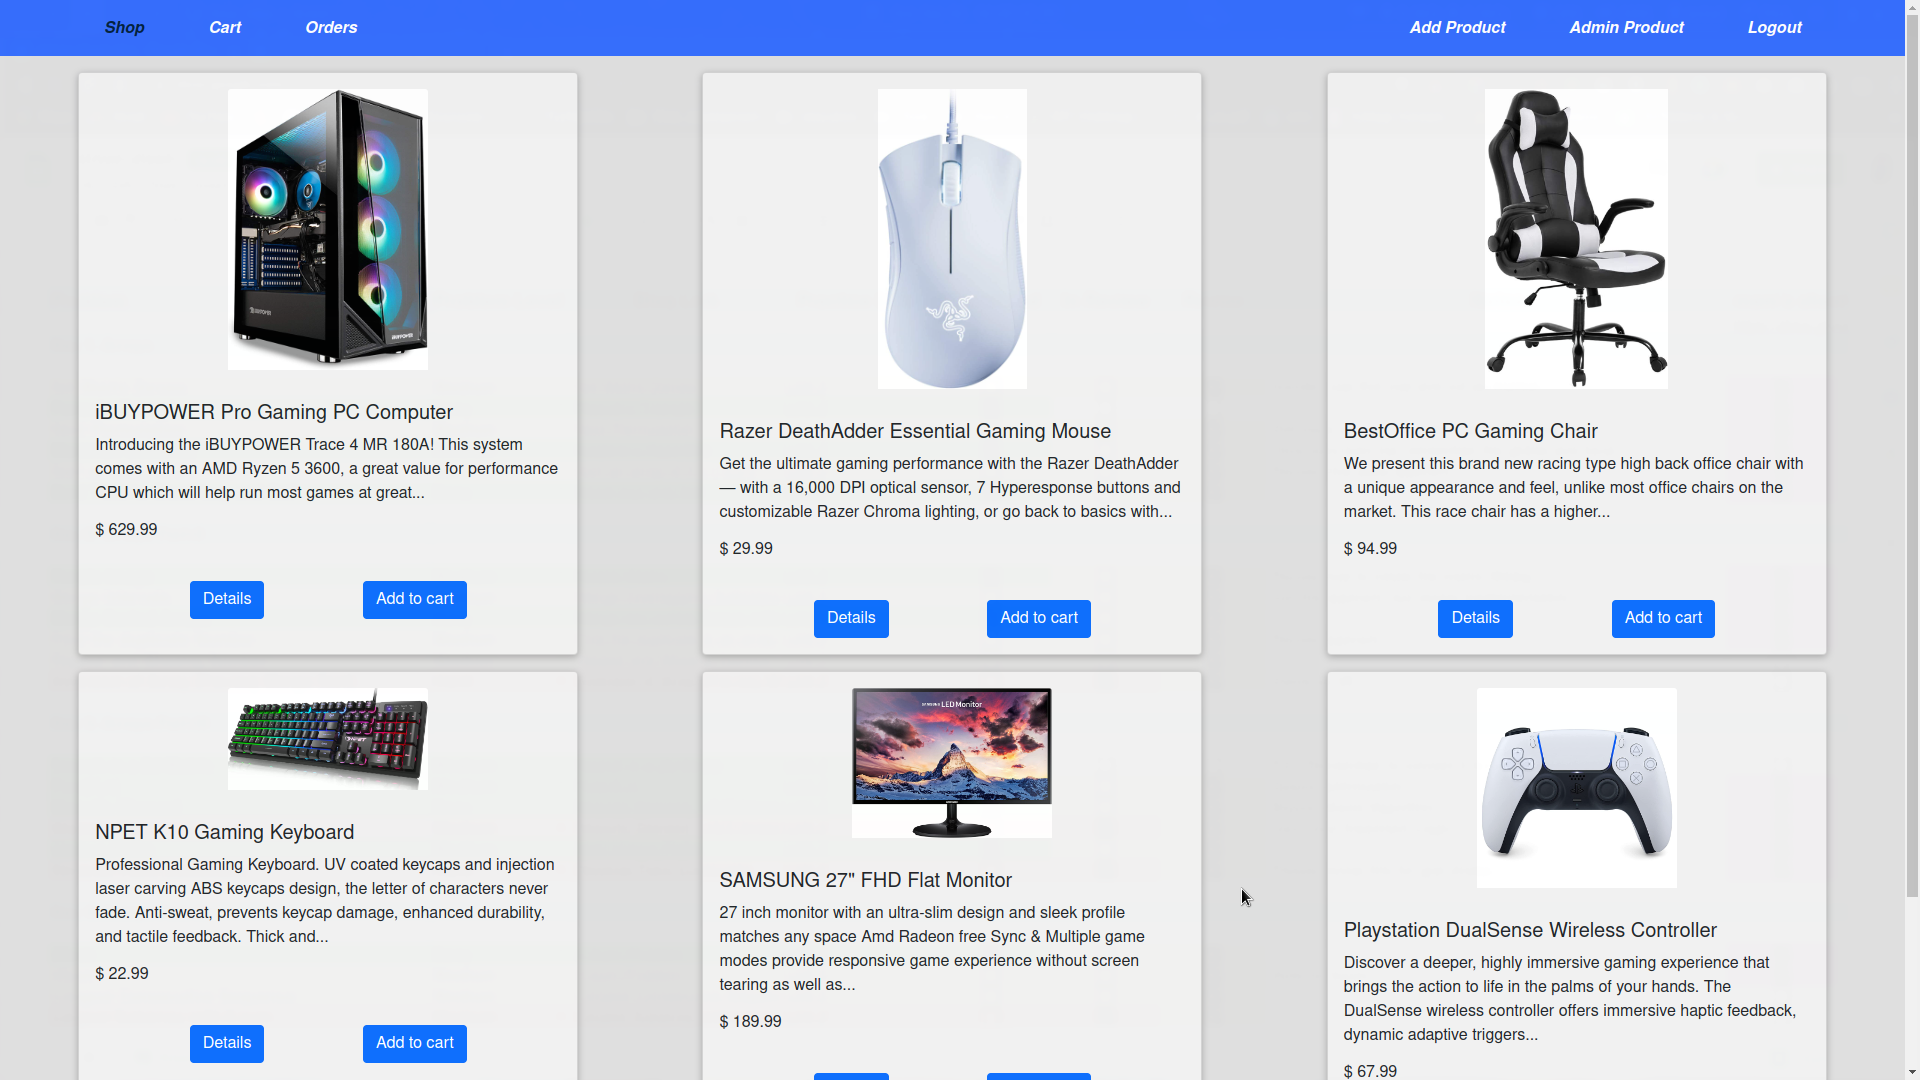 Shop Cart Orders Add Product Admin Product Logout
iBUYPOWER Pro Gaming PC Computer
Introducing the iBUYPOWER Trace 4 MR 180A! This system
comes with an AMD Ryzen 5 3600, a great value for performance
CPU which will help run most games at great...
$ 629.99
Details Add to cart
Razer DeathAdder Essential Gaming Mouse
Get the ultimate gaming performance with the Razer DeathAdder
— with a 16,000 DPI optical sensor, 7 Hyperesponse buttons and
customizable Razer Chroma lighting, or go back to basics with...
$ 29.99
Details Add to cart
BestOffice PC Gaming Chair
We present this brand new racing type high back office chair with
a unique appearance and feel, unlike most office chairs on the
market. This race chair has a higher...
$ 94.99
Details Add to cart
NPET K10 Gaming Keyboard
Professional Gaming Keyboard. UV coated keycaps and injection
laser carving ABS keycaps design, the letter of characters never
fade. Anti-sweat, prevents keycap damage, enhanced durability,
and tactile feedback. Thick and...
$ 22.99
Details Add to cart
LED Monitor
SAMSUNG 27" FHD Flat Monitor
27 inch monitor with an ultra-slim design and sleek profile
matches any space Amd Radeon free Sync & Multiple game
modes provide responsive game experience without screen
tearing as well as...
$ 189.99
Playstation DualSense Wireless Controller
Discover a deeper, highly immersive gaming experience that
brings the action to life in the palms of your hands. The
DualSense wireless controller offers immersive haptic feedback,
dynamic adaptive triggers...
$ 67.99